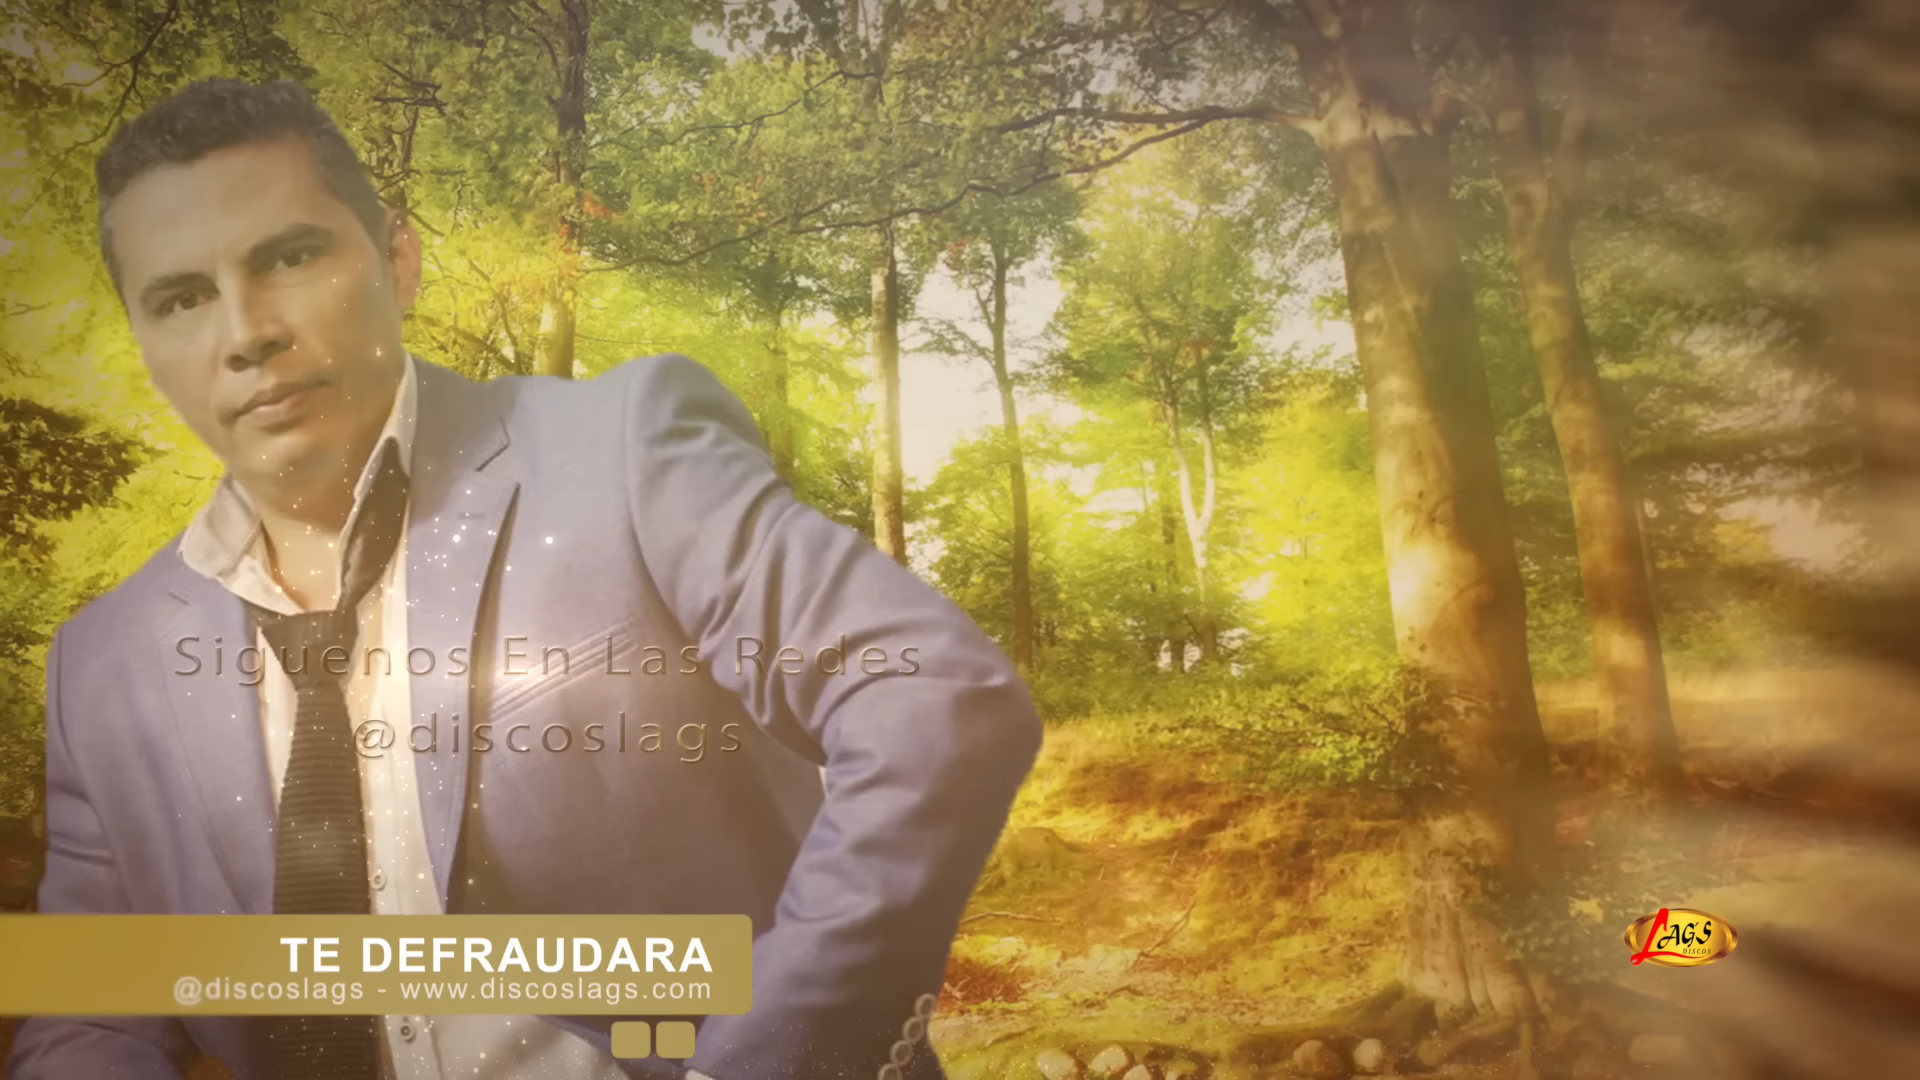 Siguenos En Las Redes
@discoslags
TE DEFRAUDARA
@discoslags - www.discoslags.com
LAGS
DISCOS